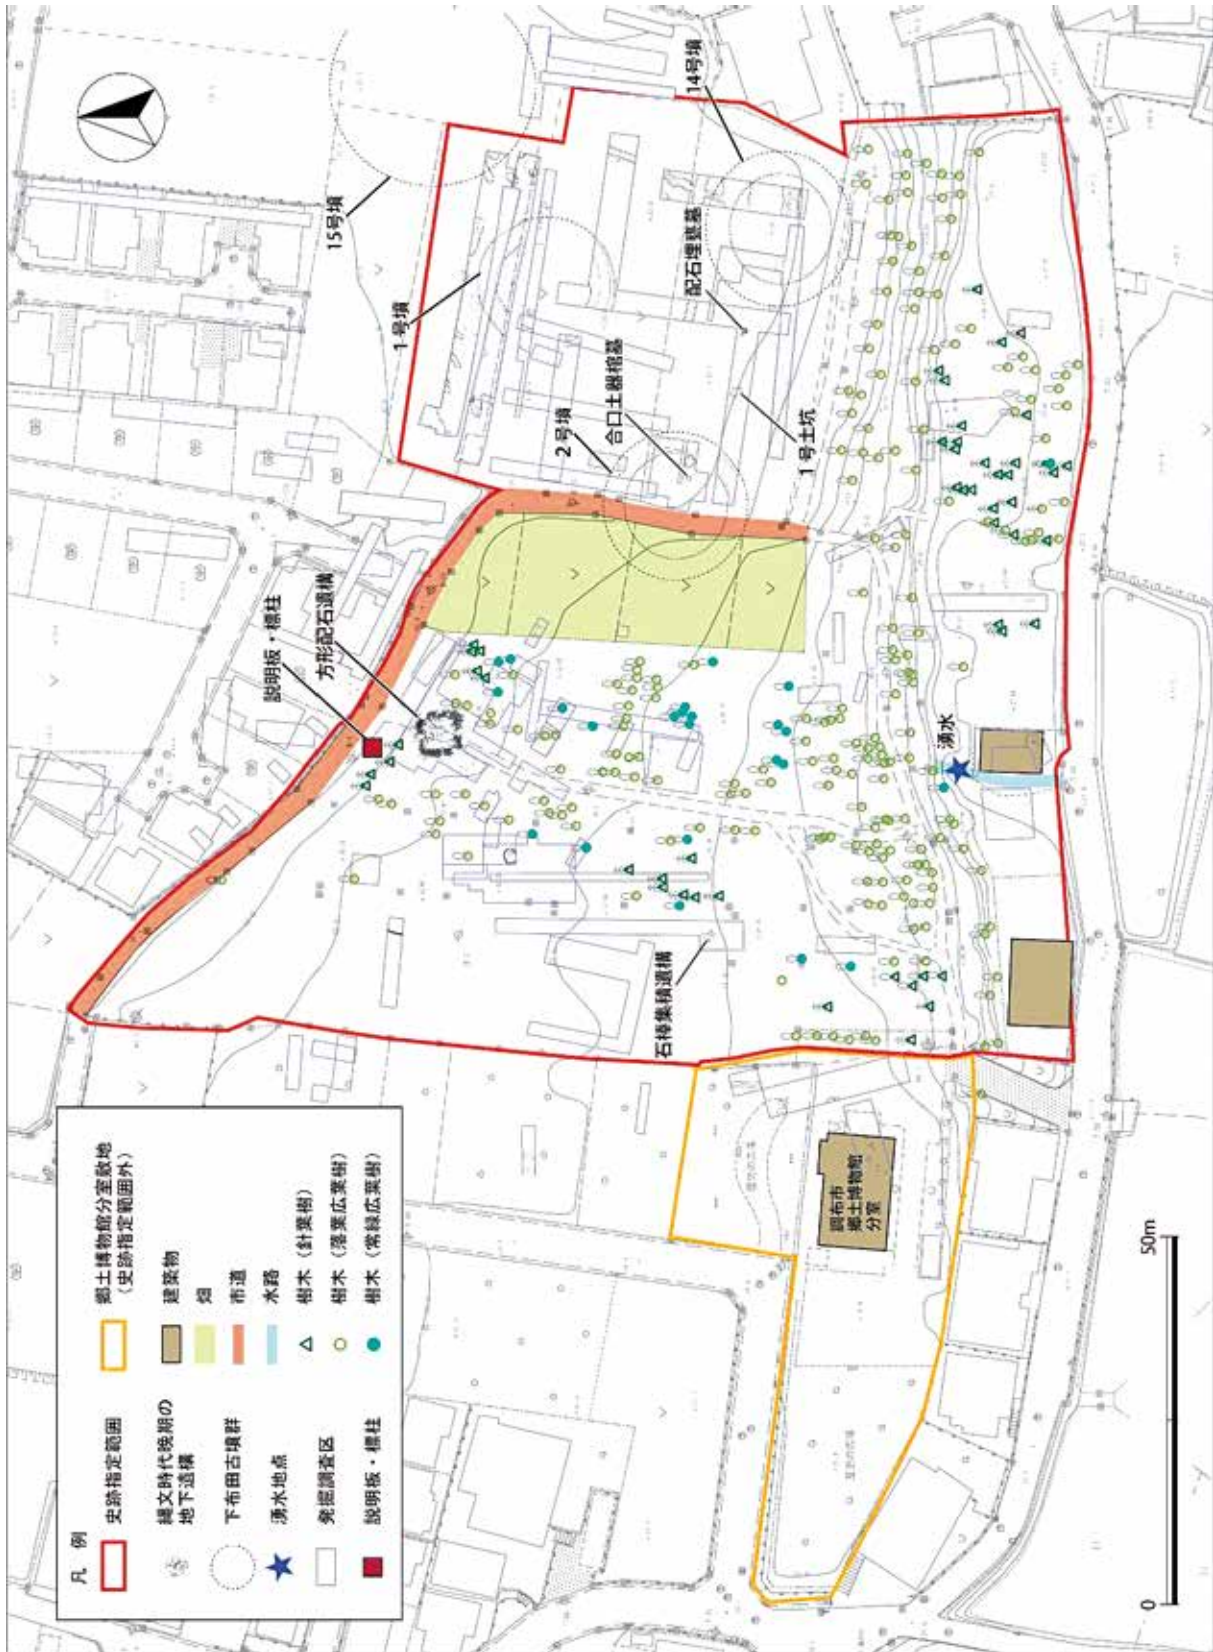 凡 例
史跡指定範囲
縄文時代晩期の
地下遺構
下布田古墳群
湧水地点
発掘調査区
説明板・標柱
郷土博物館分室敷地
（史跡指定範囲外）
建築物
畑
市道
水路
樹木（針葉樹）
樹木（落葉広葉樹）
樹木（常緑広葉樹）
15号墳
1号墳
14号墳
2号墳
合口土器棺墓
配石埋甕墓
1号土坑
説明板・標柱
方形配石遺構
石棒集積遺構
湧水
調布市
郷土博物館
分室
0
50m